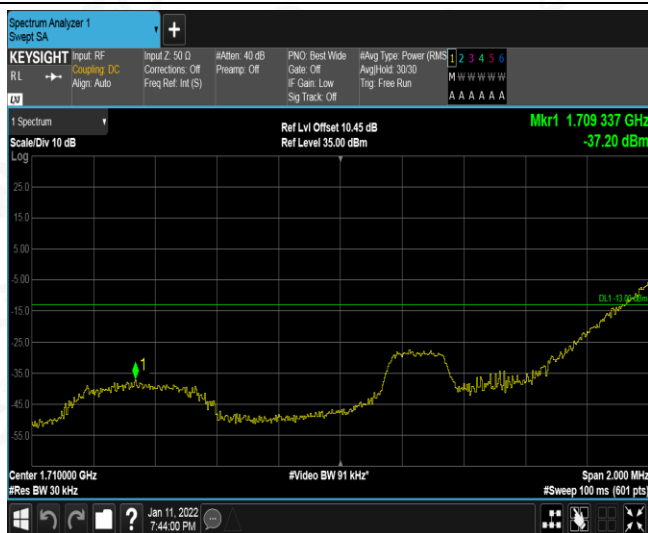 Spectrum Analyzer 1
Swept SA
KEYSIGHT
RL
LXI
Input: RF
Coupling: DC
Align: Auto
Input Z: 50 Ω
Corrections: Off
Freq Ref: Int (S)
#Atten: 40 dB
Preamp: Off
PNO: Best Wide
Gate: Off
IF Gain: Low
Sig Track: Off
#Avg Type: Power (RMS
Avg|Hold: 30/30
Trig: Free Run
1 2 3 4 5 6
M W W W W W
A A A A A A
1 Spectrum
Scale/Div 10 dB
Log
Ref Lvl Offset 10.45 dB
Ref Level 35.00 dBm
Mkr1 1.709 337 GHz
-37.20 dBm
25.0
15.0
5.00
-5.00
-15.0
-25.0
-35.0
-45.0
-55.0
DL1 -13.00 dBm
1
Center 1.710000 GHz
#Res BW 30 kHz
#Video BW 91 kHz*
Span 2.000 MHz
#Sweep 100 ms (601 pts)
Jan 11, 2022
7:44:00 PM